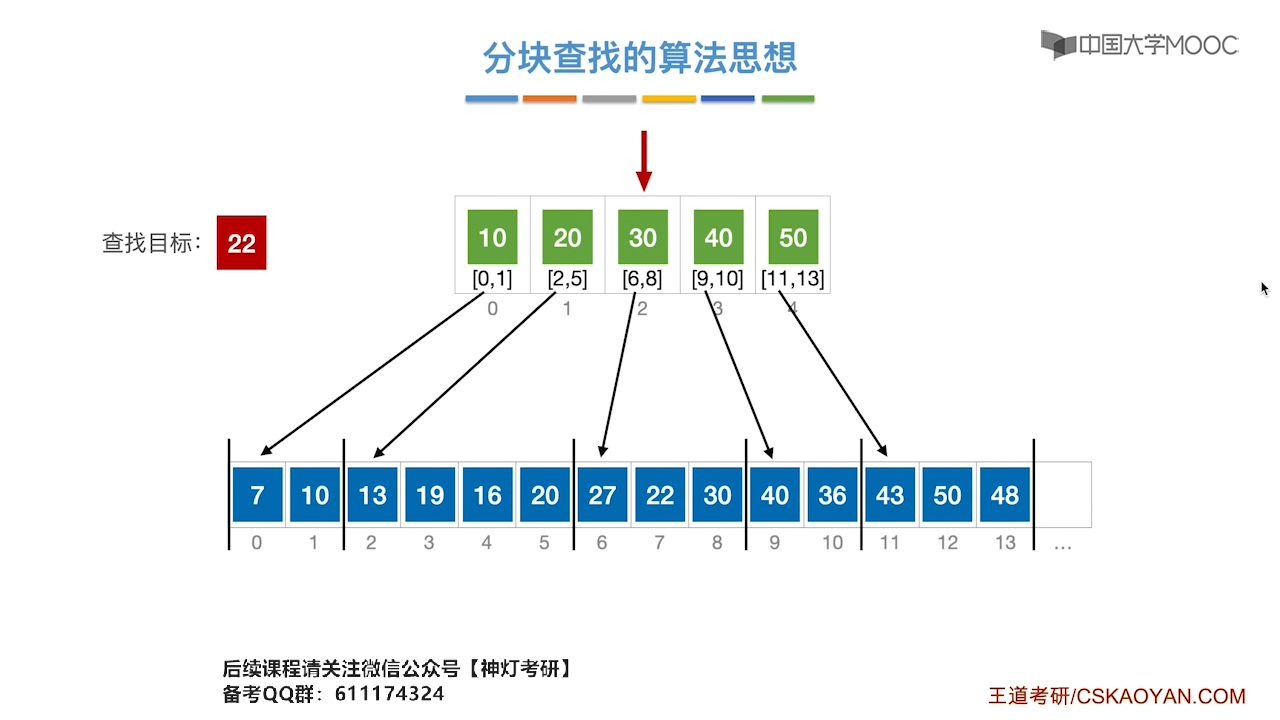 分块查找的算法思想
中国大学MOOC
查找目标： 22
10 20 30 40 50
[0,1] [2,5] [6,8] [9,10] [11,13]
0 1 2 3 4
7 10 13 19 16 20 27 22 30 40 36 43 50 48
0 1 2 3 4 5 6 7 8 9 10 11 12 13 ...
后续课程请关注微信公众号【神灯考研】
备考QQ群：611174324
王道考研/CSKAOYAN.COM